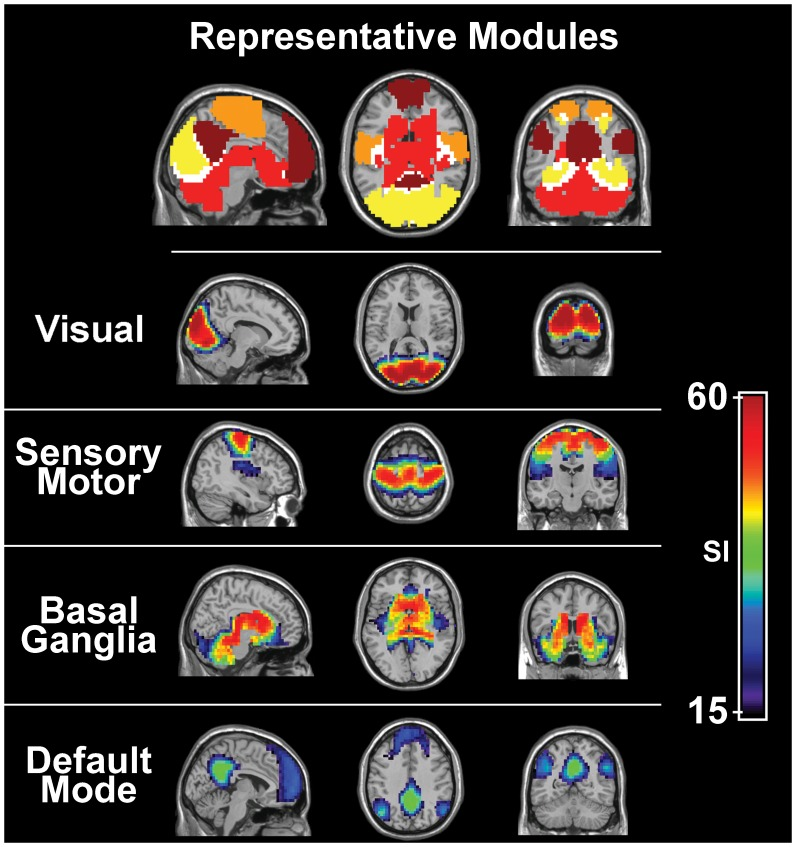 Representative Modules
Visual
Sensory
Motor
60
SI
15
Basal
Ganglia
Default
Mode